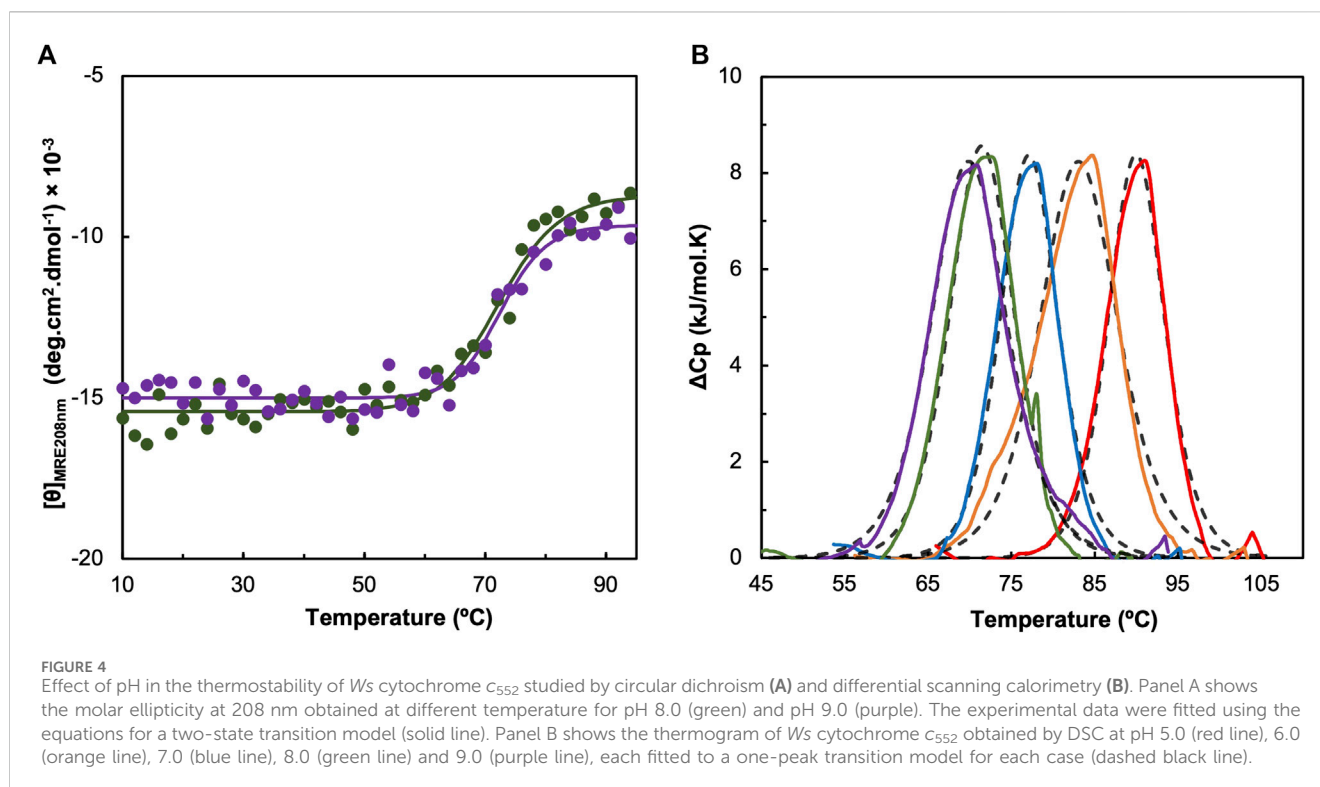 A
B
-5
-10
-15
-20
[θ]MRE208nm (deg.cm².dmol⁻¹) × 10⁻³
10 30 50 70 90
Temperature (ºC)
10
8
6
4
2
0
ΔCp (kJ/mol.K)
45 55 65 75 85 95 105
Temperature (ºC)
FIGURE 4
Effect of pH in the thermostability of Ws cytochrome c₅₅₂ studied by circular dichroism (A) and differential scanning calorimetry (B). Panel A shows
the molar ellipticity at 208 nm obtained at different temperature for pH 8.0 (green) and pH 9.0 (purple). The experimental data were fitted using the
equations for a two-state transition model (solid line). Panel B shows the thermogram of Ws cytochrome c₅₅₂ obtained by DSC at pH 5.0 (red line), 6.0
(orange line), 7.0 (blue line), 8.0 (green line) and 9.0 (purple line), each fitted to a one-peak transition model for each case (dashed black line).